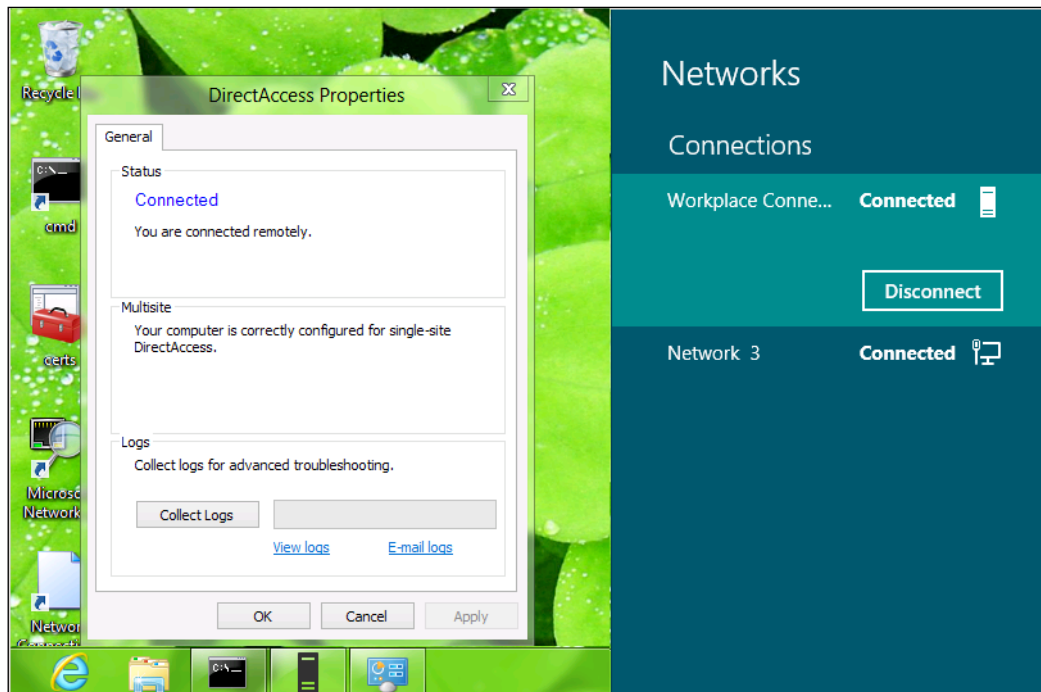 Recycle
cmd
certs
Network
DirectAccess Properties
General
Status
Connected
You are connected remotely.
Multisite
Your computer is correctly configured for single-site
DirectAccess.
Logs
Collect logs for advanced troubleshooting.
Collect Logs
View logs
E-mail logs
OK
Cancel
Apply
Networks
Connections
Workplace Conne... Connected
Disconnect
Network 3 Connected